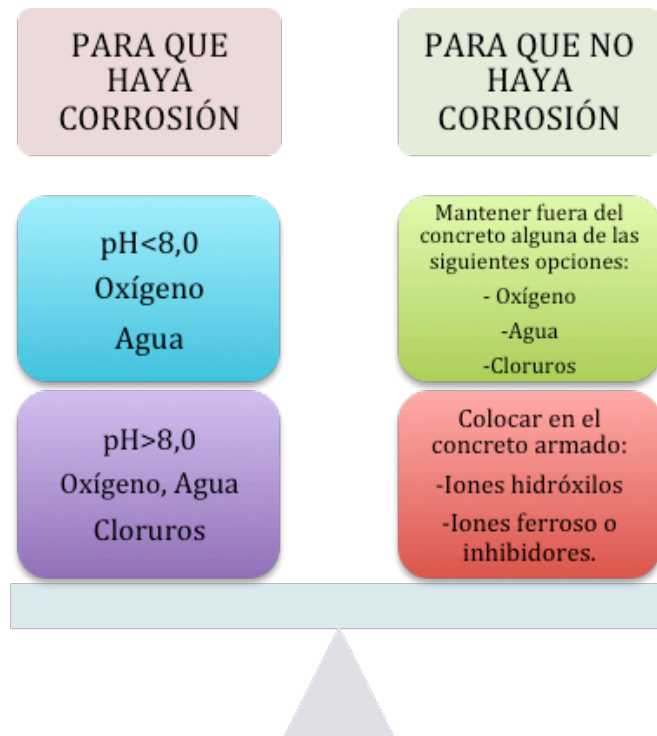 PARA QUE
HAYA
CORROSIÓN
PARA QUE NO
HAYA
CORROSIÓN
pH<8,0
Oxígeno
Agua
Mantener fuera del
concreto alguna de las
siguientes opciones:
- Oxígeno
-Agua
-Cloruros
pH>8,0
Oxígeno, Agua
Cloruros
Colocar en el
concreto armado:
-Iones hidróxilos
-Iones ferroso o
inhibidores.